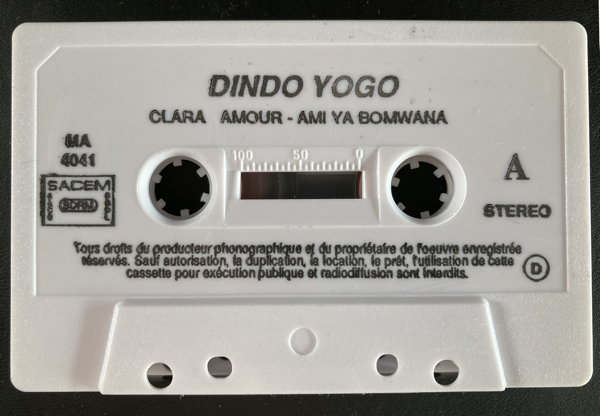 DINDO YOGO
CLARA AMOUR - AMI YA BOMWANA
MA
4041
100 50 0
A
SACEM
SDRM
STEREO
Tous droits du producteur phonographique et du propriétaire de l'oeuvre enregistrée
réservés. Sauf autorisation, la duplication, la location, le prêt, l'utilisation de cette
cassette pour exécution publique et radiodiffusion sont interdits.
D